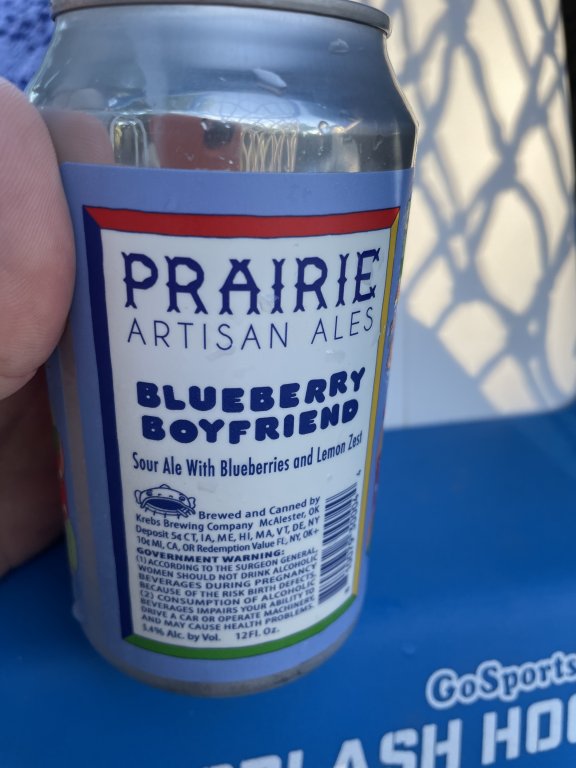 PRAIRIE
ARTISAN ALES
BLUEBERRY
BOYFRIEND
Sour Ale With Blueberries and Lemon Zest
Brewed and Canned by
Krebs Brewing Company McAlester, OK
Deposit 5¢ CT, IA, ME, HI, MA, VT, DE, NY
10¢ MI, CA, OR Redemption Value FL, NY, OK+
GOVERNMENT WARNING:
(1) ACCORDING TO THE SURGEON GENERAL,
WOMEN SHOULD NOT DRINK ALCOHOLIC
BEVERAGES DURING PREGNANCY
BECAUSE OF THE RISK BIRTH DEFECTS.
(2) CONSUMPTION OF ALCOHOLIC
BEVERAGES IMPAIRS YOUR ABILITY TO
DRIVE A CAR OR OPERATE MACHINERY,
AND MAY CAUSE HEALTH PROBLEMS.
5.4% Alc. by Vol. 12 Fl. Oz.
GoSports
SPLASH HOO